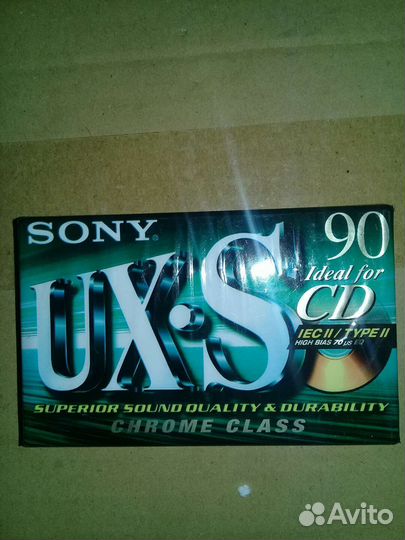 SONY
90
Ideal for
CD
UX·S
IEC II / TYPE II
HIGH BIAS 70 μS EQ
SUPERIOR SOUND QUALITY & DURABILITY
CHROME CLASS
Avito